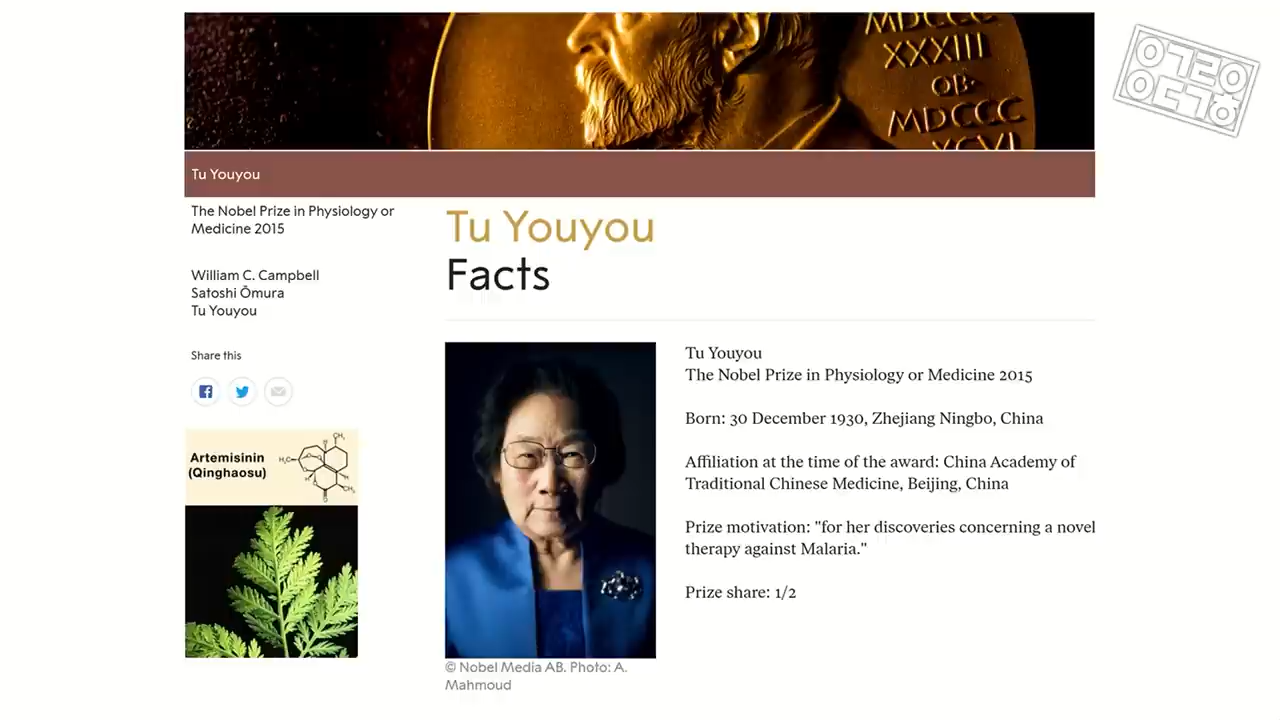 MDCCC
XXXIII
OB·
MDCCC
XCVI
Tu Youyou
The Nobel Prize in Physiology or
Medicine 2015
William C. Campbell
Satoshi Ōmura
Tu Youyou
Share this
Artemisinin
(Qinghaosu)
CH₃
H₃C
H
O
H
H
O
CH₃
Tu Youyou
Facts
© Nobel Media AB. Photo: A.
Mahmoud
Tu Youyou
The Nobel Prize in Physiology or Medicine 2015
Born: 30 December 1930, Zhejiang Ningbo, China
Affiliation at the time of the award: China Academy of
Traditional Chinese Medicine, Beijing, China
Prize motivation: "for her discoveries concerning a novel
therapy against Malaria."
Prize share: 1/2